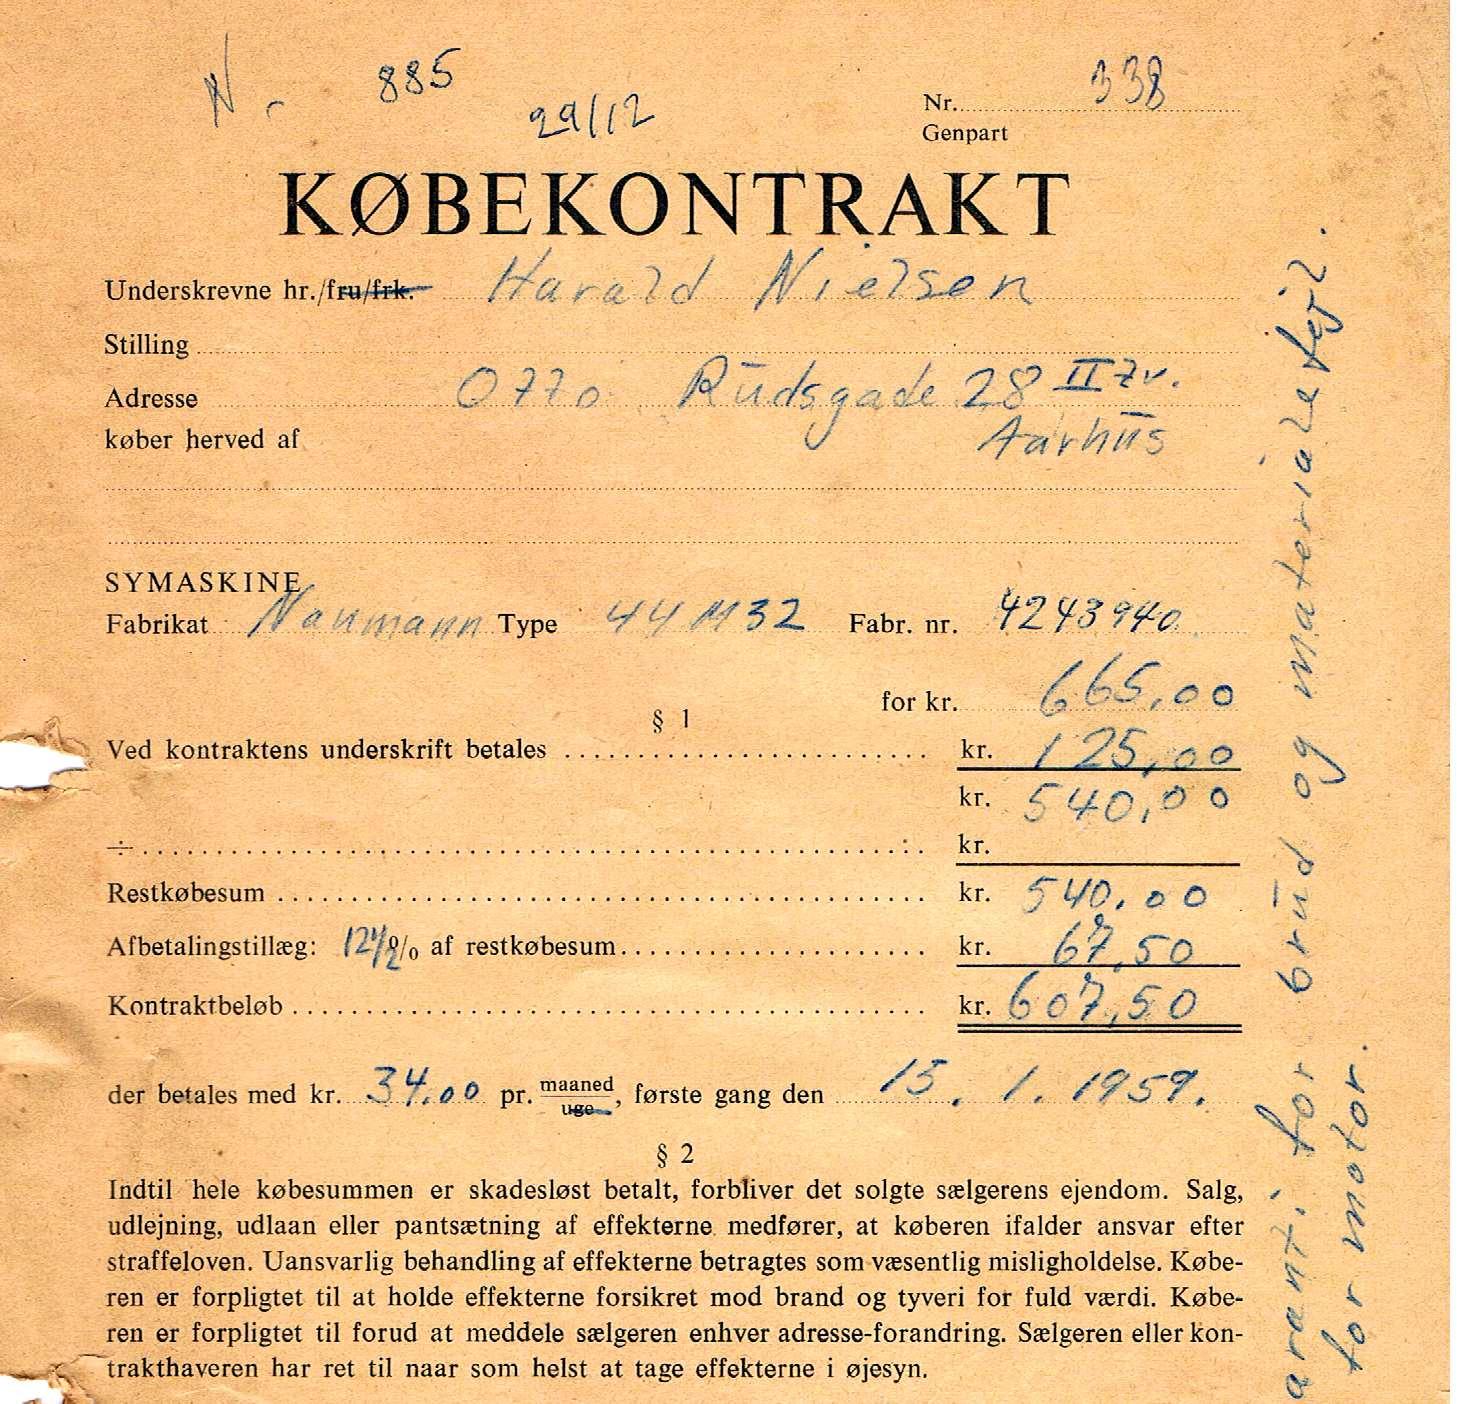 N - 885
29/12
Nr. 338
Genpart
KØBEKONTRAKT
Underskrevne hr./fru/frk. Harald Nielsen
Stilling
Adresse Otto Rudsgade 28 II tv.
køber herved af Aarhus
SYMASKINE
Fabrikat Naumann Type 44 M32 Fabr. nr. 4243940
for kr. 665,00
§ 1
Ved kontraktens underskrift betales kr. 125,00
kr. 540,00
÷ kr.
Restkøbesum kr. 540,00
Afbetalingstillæg: 12 1/2 % af restkøbesum kr. 67,50
Kontraktbeløb kr. 607,50
der betales med kr. 34,00 pr. maaned/uge, første gang den 15. 1. 1959.
§ 2
Indtil hele købesummen er skadesløst betalt, forbliver det solgte sælgerens ejendom. Salg,
udlejning, udlaan eller pantsætning af effekterne medfører, at køberen ifalder ansvar efter
straffeloven. Uansvarlig behandling af effekterne betragtes som væsentlig misligholdelse. Købe-
ren er forpligtet til at holde effekterne forsikret mod brand og tyveri for fuld værdi. Købe-
ren er forpligtet til forud at meddele sælgeren enhver adresse-forandring. Sælgeren eller kon-
trakthaveren har ret til naar som helst at tage effekterne i øjesyn.
aranti for brud og materialefejl.
for motor.